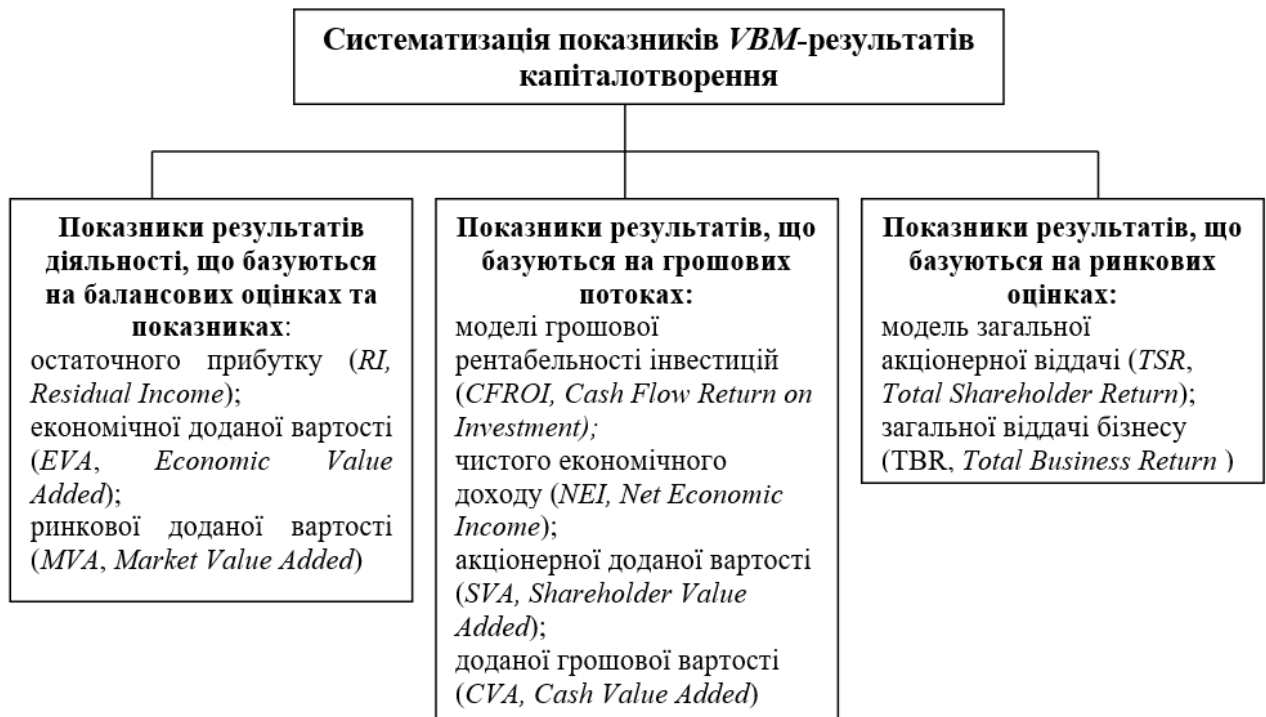 Систематизація показників VBM-результатів
капіталотворення
Показники результатів
діяльності, що базуються
на балансових оцінках та
показниках:
остаточного прибутку (RI,
Residual Income);
економічної доданої вартості
(EVA, Economic Value
Added);
ринкової доданої вартості
(MVA, Market Value Added)
Показники результатів, що
базуються на грошових
потоках:
моделі грошової
рентабельності інвестицій
(CFROI, Cash Flow Return on
Investment);
чистого економічного
доходу (NEI, Net Economic
Income);
акціонерної доданої вартості
(SVA, Shareholder Value
Added);
доданої грошової вартості
(CVA, Cash Value Added)
Показники результатів, що
базуються на ринкових
оцінках:
модель загальної
акціонерної віддачі (TSR,
Total Shareholder Return);
загальної віддачі бізнесу
(TBR, Total Business Return )